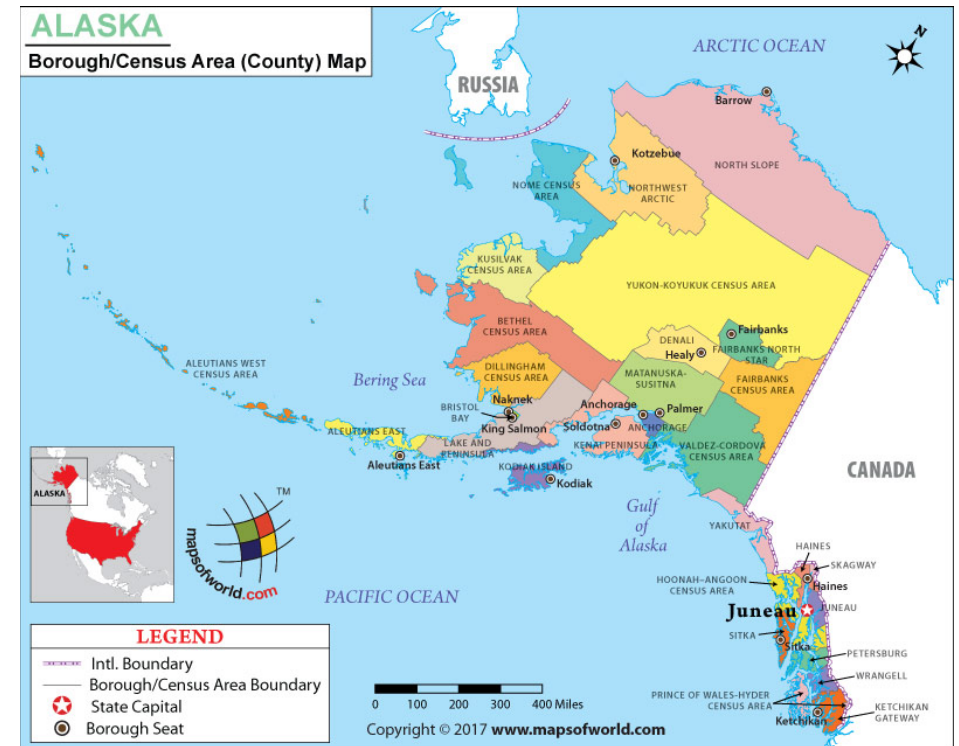 ALASKA
Borough/Census Area (County) Map
RUSSIA
ARCTIC OCEAN
N
Barrow
Kotzebue
NORTH SLOPE
NOME CENSUS
AREA
NORTHWEST
ARCTIC
KUSILVAK
CENSUS AREA
YUKON-KOYUKUK CENSUS AREA
BETHEL
CENSUS AREA
Fairbanks
DENALI
Healy
FAIRBANKS NORTH
STAR
ALEUTIANS WEST
CENSUS AREA
Bering Sea
DILLINGHAM
CENSUS AREA
MATANUSKA-
SUSITNA
FAIRBANKS
CENSUS AREA
Naknek
BRISTOL
BAY
King Salmon
Anchorage
Palmer
Soldotna
ANCHORAGE
ALEUTIANS EAST
LAKE AND
PENINSULA
KENAI PENINSULA
VALDEZ-CORDOVA
CENSUS AREA
Aleutians East
KODIAK ISLAND
Kodiak
CANADA
ALASKA
TM
mapsofworld.com
Gulf
of
Alaska
YAKUTAT
HAINES
SKAGWAY
HOONAH-ANGOON
CENSUS AREA
Haines
PACIFIC OCEAN
Juneau
JUNEAU
SITKA
Sitka
PETERSBURG
WRANGELL
PRINCE OF WALES-HYDER
CENSUS AREA
Ketchikan
KETCHIKAN
GATEWAY
LEGEND
Intl. Boundary
Borough/Census Area Boundary
State Capital
Borough Seat
0 100 200 300 400 Miles
Copyright © 2017 www.mapsofworld.com